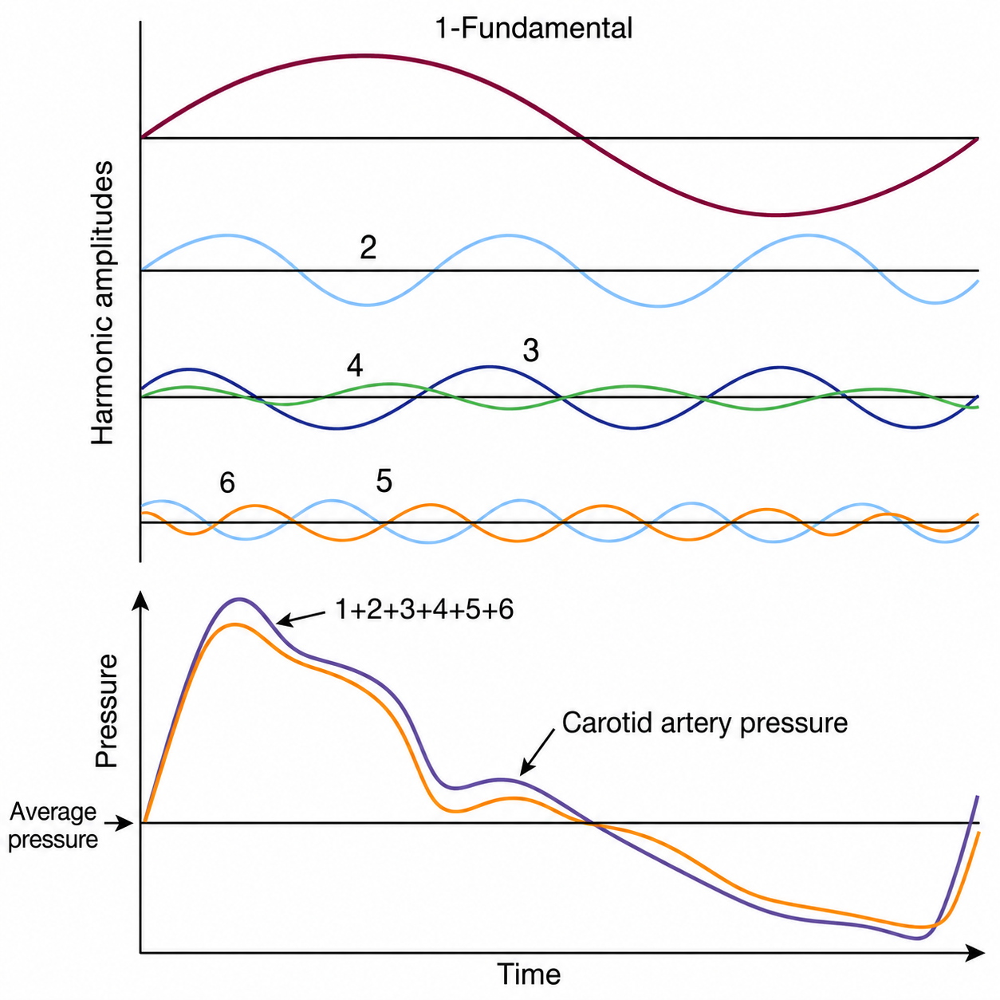 1-Fundamental
Harmonic amplitudes
2
3
4
6
5
1+2+3+4+5+6
Pressure
Carotid artery pressure
Average
pressure
Time